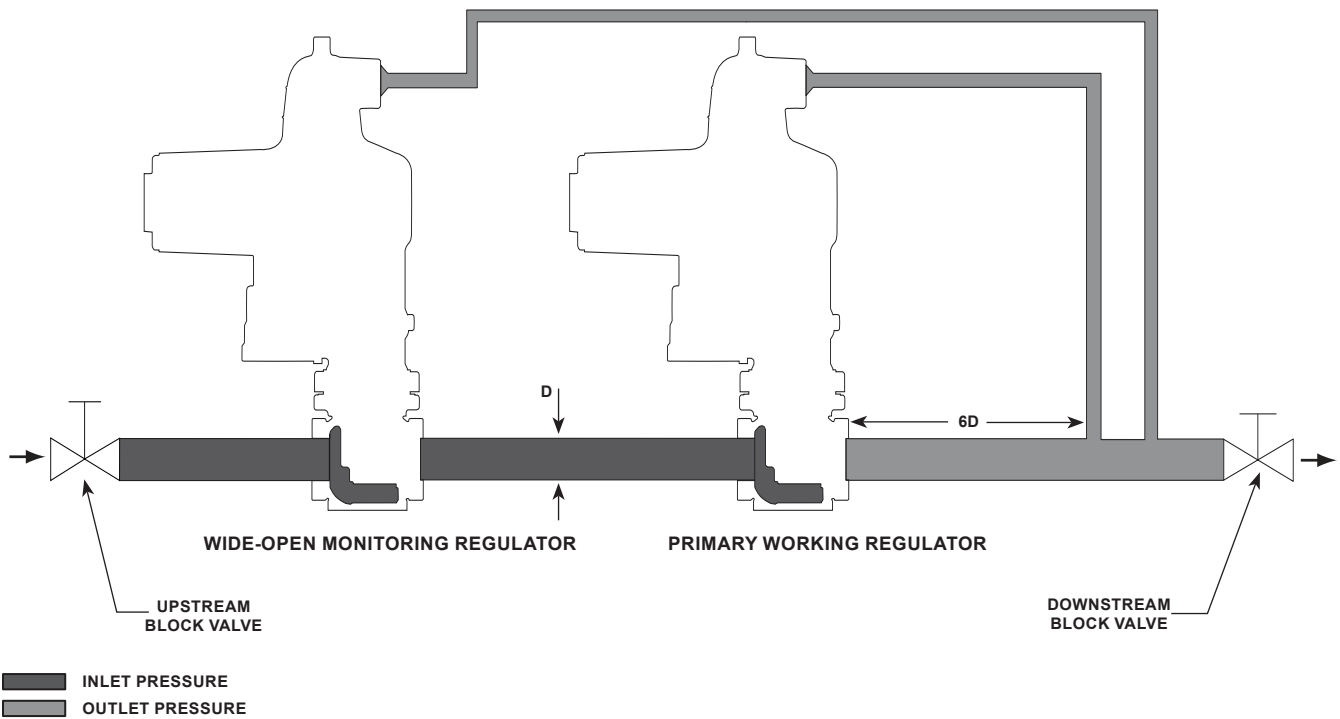 D
6D
WIDE-OPEN MONITORING REGULATOR
PRIMARY WORKING REGULATOR
UPSTREAM
BLOCK VALVE
DOWNSTREAM
BLOCK VALVE
INLET PRESSURE
OUTLET PRESSURE